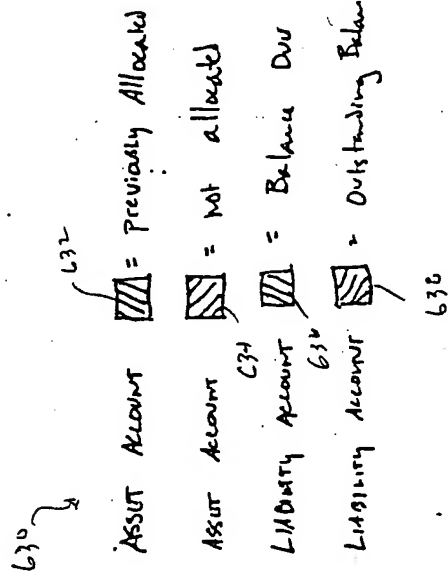 630
632
ASSET ACCOUNT = Previously Allocated
ASSET ACCOUNT = not allocated
634
LIABILITY ACCOUNT = Balance Due
636
LIABILITY ACCOUNT = Outstanding Balan
638